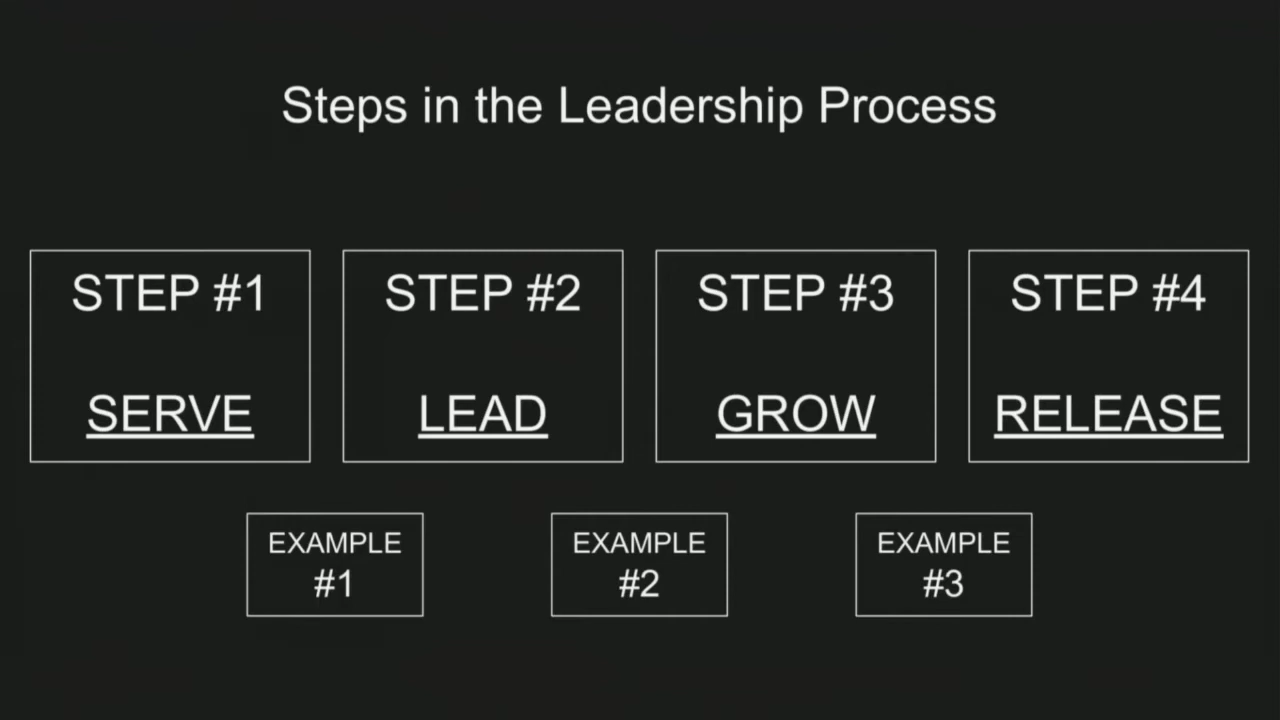 Steps in the Leadership Process
STEP #1
SERVE
STEP #2
LEAD
STEP #3
GROW
STEP #4
RELEASE
EXAMPLE
#1
EXAMPLE
#2
EXAMPLE
#3